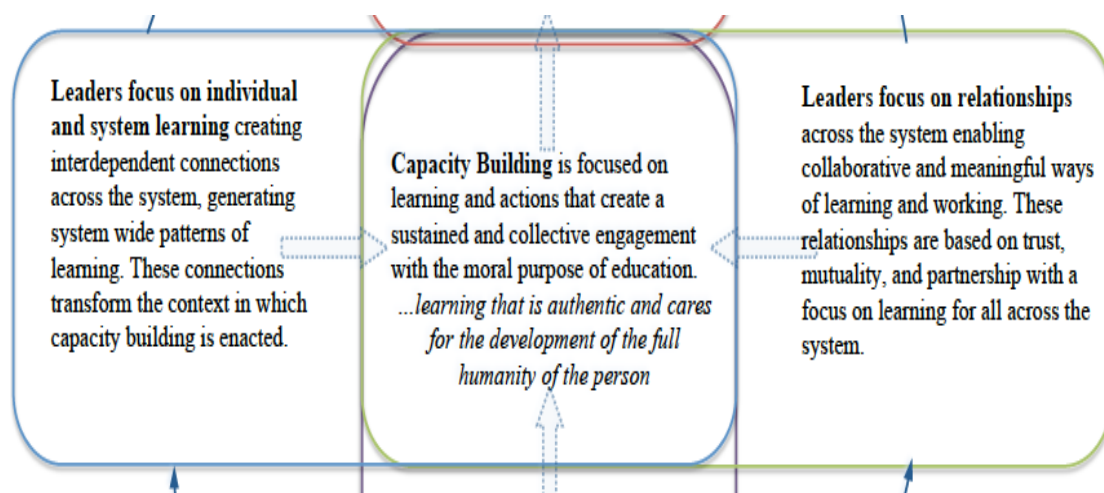 Leaders focus on individual
and system learning creating
interdependent connections
across the system, generating
system wide patterns of
learning. These connections
transform the context in which
capacity building is enacted.
Capacity Building is focused on
learning and actions that create a
sustained and collective engagement
with the moral purpose of education.
...learning that is authentic and cares
for the development of the full
humanity of the person
Leaders focus on relationships
across the system enabling
collaborative and meaningful ways
of learning and working. These
relationships are based on trust,
mutuality, and partnership with a
focus on learning for all across the
system.